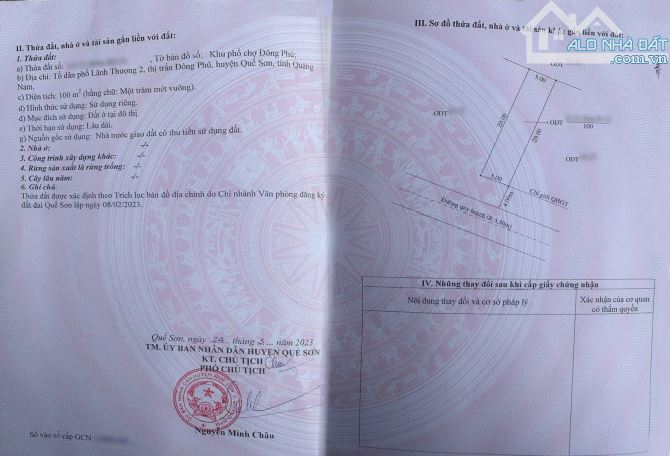 II. Thửa đất, nhà ở và tài sản gắn liền với đất:
1. Thửa đất:
a) Thửa đất số: , Tờ bản đồ số: Khu phố chợ Đông Phú,
b) Địa chỉ: Tổ dân phố Lãnh Thượng 2, thị trấn Đông Phú, huyện Quế Sơn, tỉnh Quảng
Nam.
c) Diện tích: 100 m² (bằng chữ: Một trăm mét vuông).
d) Hình thức sử dụng: Sử dụng riêng.
đ) Mục đích sử dụng: Đất ở tại đô thị.
e) Thời hạn sử dụng: Lâu dài.
g) Nguồn gốc sử dụng: Nhà nước giao đất có thu tiền sử dụng đất.
2. Nhà ở: -/-
3. Công trình xây dựng khác: -/-
4. Rừng sản xuất là rừng trồng: -/-
5. Cây lâu năm: -/-
6. Ghi chú:
Thửa đất được xác định theo Trích lục bản đồ địa chính do Chi nhánh Văn phòng đăng ký
đất đai Quế Sơn lập ngày 08/02/2023.
Quế Sơn, ngày 24 tháng 5 năm 2023
TM. ỦY BAN NHÂN DÂN HUYỆN QUẾ SƠN
KT. CHỦ TỊCH
PHÓ CHỦ TỊCH
Nguyễn Minh Châu
Số vào sổ cấp GCN:
III. Sơ đồ thửa đất, nhà ở và tài sản khác gắn liền với đất:
ALO NHÀ ĐẤT
.com.vn
ODT
5.00
ODT
20.00
20.00
ODT
100
ODT
5.00
4.00m
Chỉ giới QHGT
Đường quy hoạch (R 5,50m)
IV. Những thay đổi sau khi cấp giấy chứng nhận
Nội dung thay đổi và cơ sở pháp lý
Xác nhận của cơ quan
có thẩm quyền